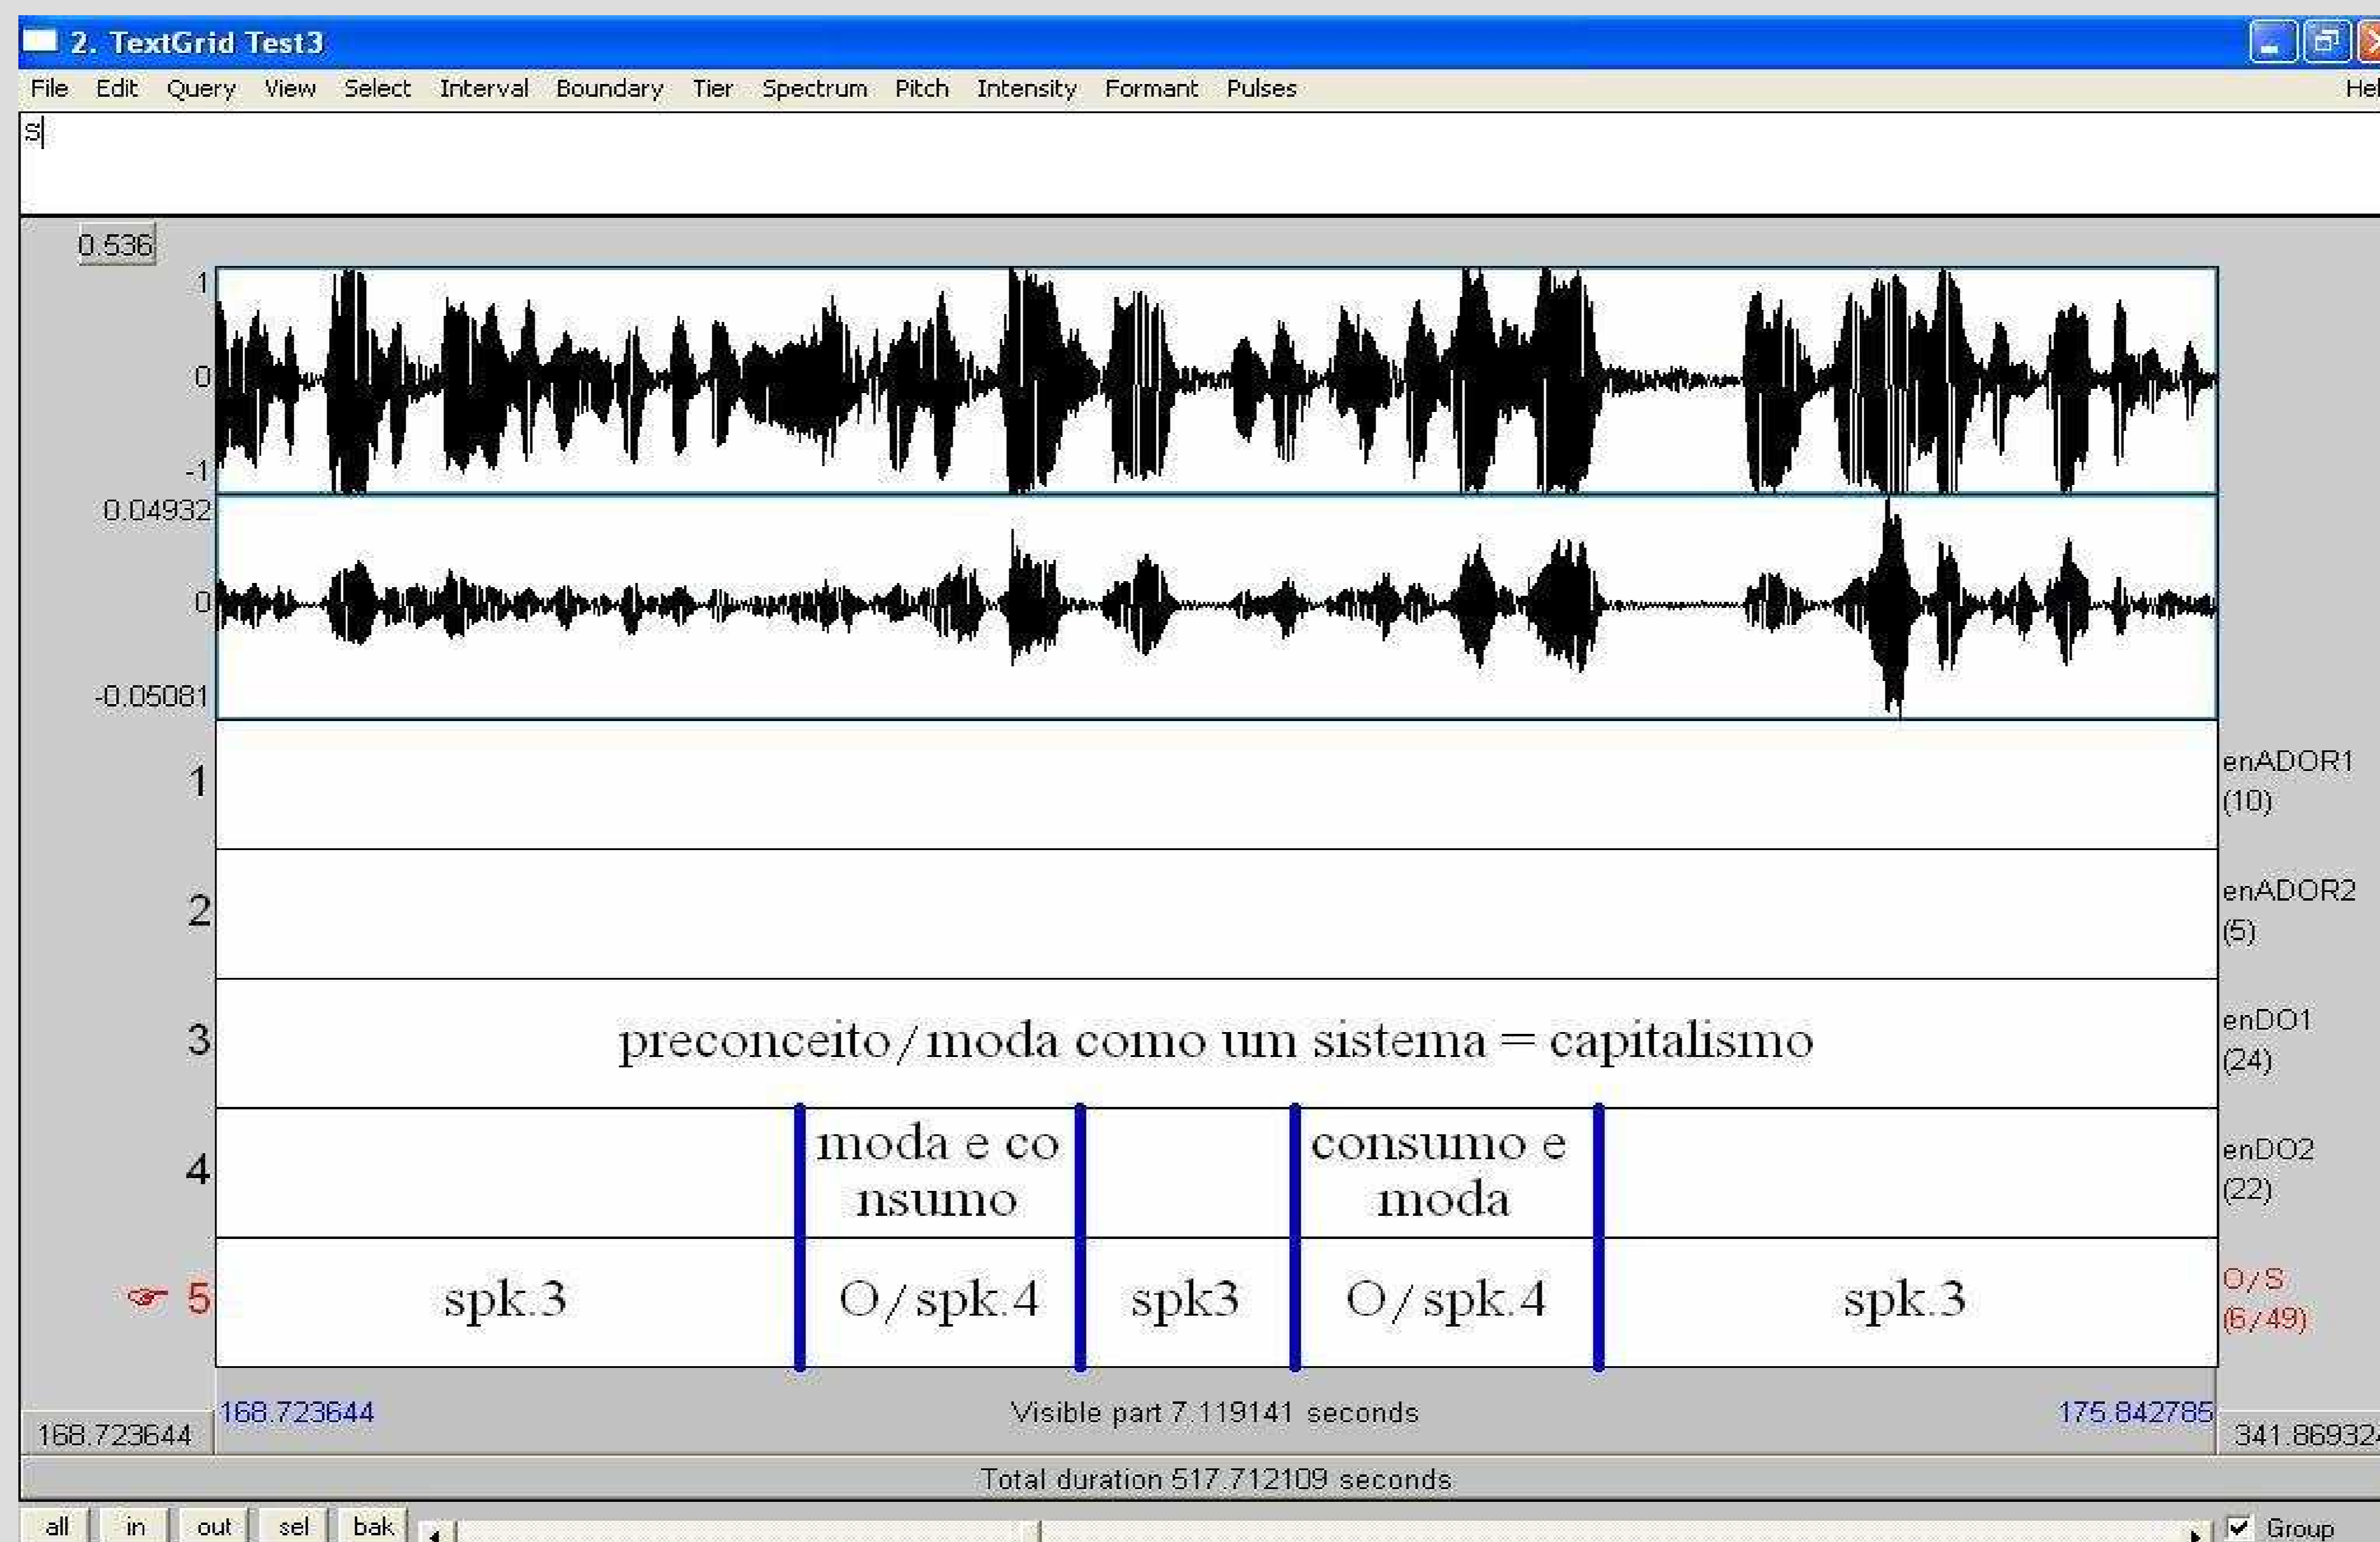 2. TextGrid Test3
File Edit Query View Select Interval Boundary Tier Spectrum Pitch Intensity Formant Pulses
S
0.536
1
0
-1
0.04932
0
-0.05081
1
enADOR1
(10)
2
enADOR2
(5)
3
preconceito/moda como um sistema = capitalismo
enDO1
(24)
4
moda e co
nsumo
consumo e
moda
enDO2
(22)
5
spk.3 O/spk.4 spk3 O/spk.4 spk.3
O/S
(6/49)
168.723644 Visible part 7.119141 seconds 175.842785
168.723644
Total duration 517.712109 seconds
all in out sel bak Group